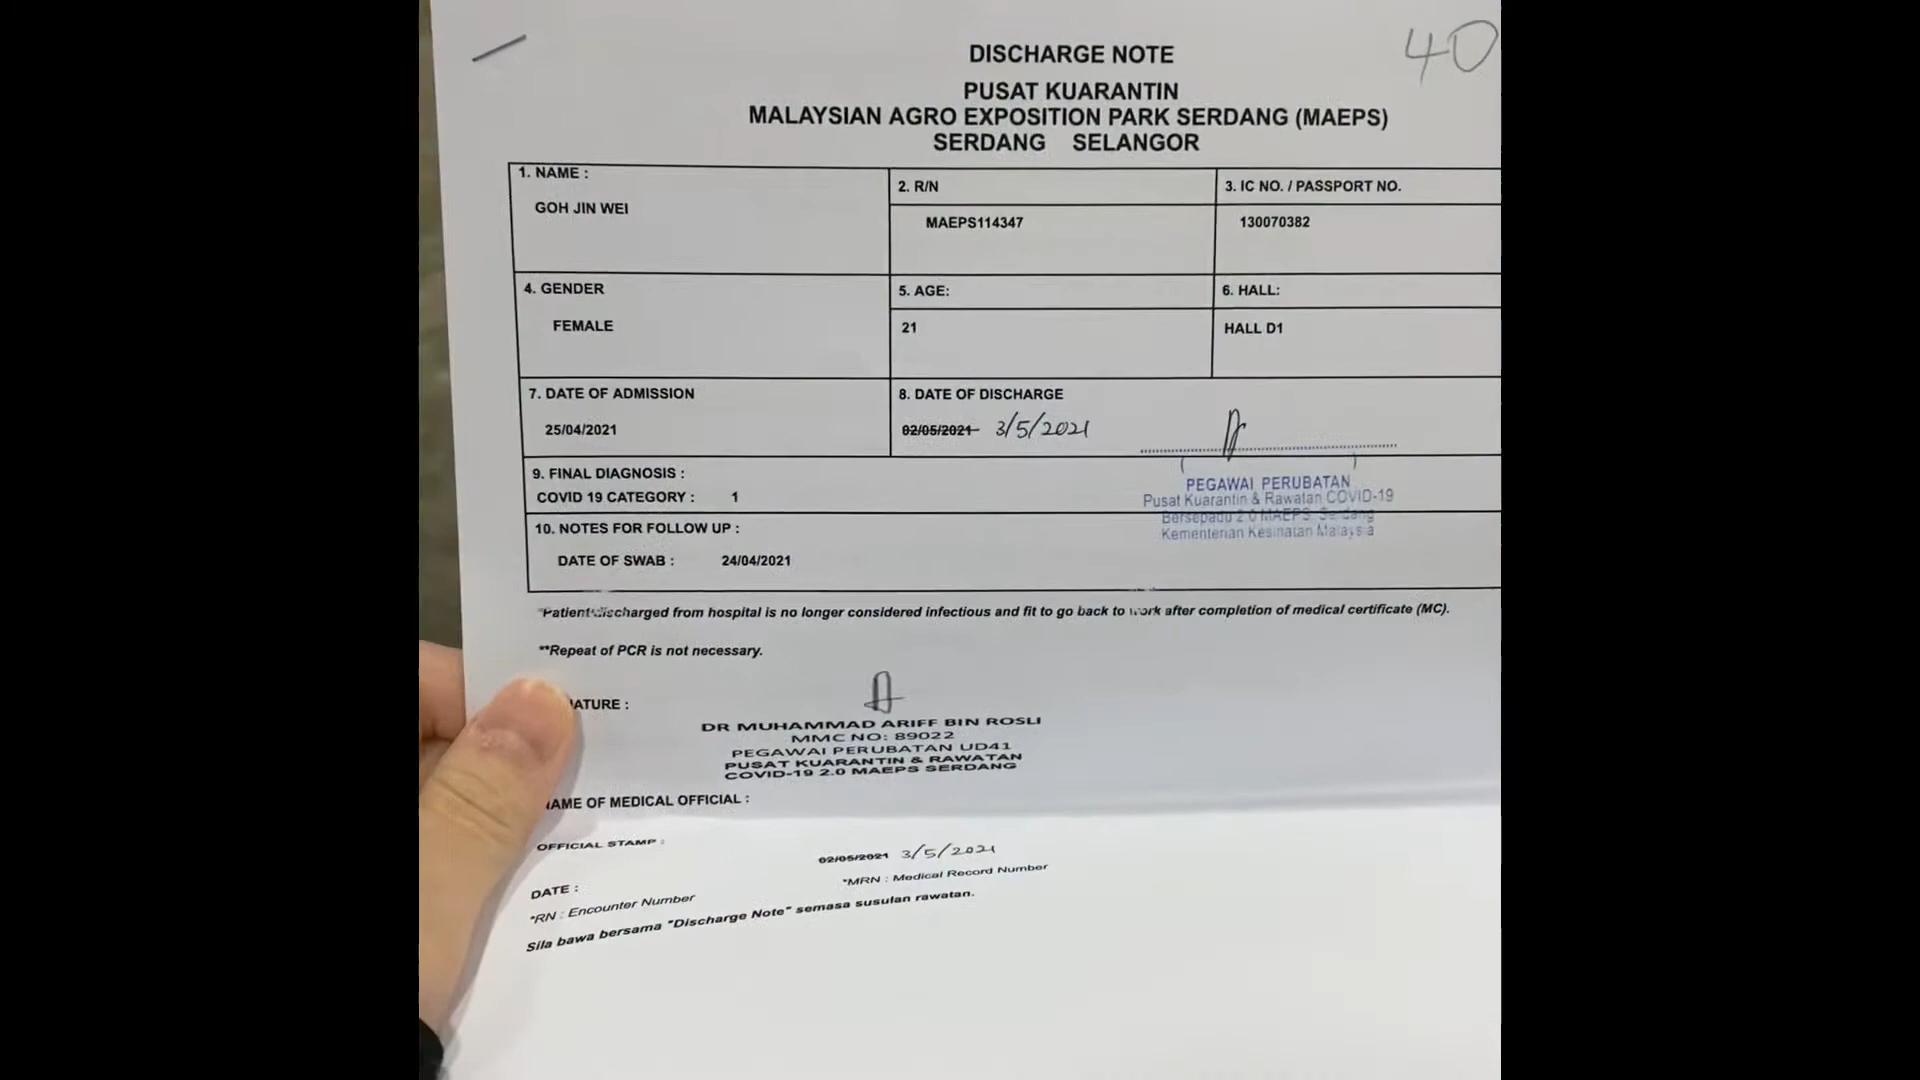 40
DISCHARGE NOTE
PUSAT KUARANTIN
MALAYSIAN AGRO EXPOSITION PARK SERDANG (MAEPS)
SERDANG SELANGOR
1. NAME :
GOH JIN WEI
2. R/N
MAEPS114347
3. IC NO. / PASSPORT NO.
130070382
4. GENDER
FEMALE
5. AGE:
21
6. HALL:
HALL D1
7. DATE OF ADMISSION
25/04/2021
8. DATE OF DISCHARGE
02/05/2021 3/5/2021
9. FINAL DIAGNOSIS :
COVID 19 CATEGORY : 1
PEGAWAI PERUBATAN
Pusat Kuarantin & Rawatan COVID-19
Bersepadu 2.0 MAEPS, Serdang
Kementerian Kesihatan Malaysia
10. NOTES FOR FOLLOW UP :
DATE OF SWAB : 24/04/2021
*Patient discharged from hospital is no longer considered infectious and fit to go back to work after completion of medical certificate (MC).
**Repeat of PCR is not necessary.
ATURE :
DR MUHAMMAD ARIFF BIN ROSLI
MMC NO: 89022
PEGAWAI PERUBATAN UD41
PUSAT KUARANTIN & RAWATAN
COVID-19 2.0 MAEPS SERDANG
NAME OF MEDICAL OFFICIAL :
OFFICIAL STAMP :
02/05/2021 3/5/2021
DATE :
*MRN : Medical Record Number
*RN : Encounter Number
Sila bawa bersama "Discharge Note" semasa susulan rawatan.